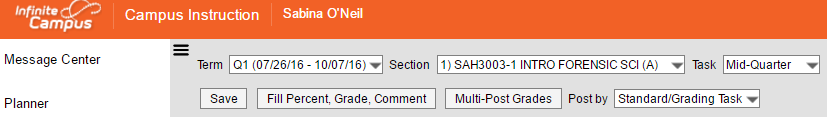 Infinite Campus Campus Instruction Sabina O'Neil
Message Center
Term Q1 (07/26/16 - 10/07/16) Section 1) SAH3003-1 INTRO FORENSIC SCI (A) Task Mid-Quarter
Save Fill Percent, Grade, Comment Multi-Post Grades Post by Standard/Grading Task
Planner